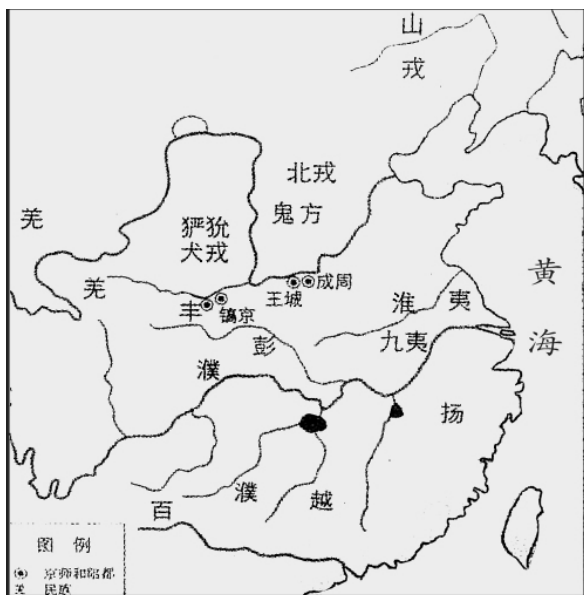 山
戎
北戎
鬼方
𤞤狁
犬戎
羌
羌
丰
镐京
王城
成周
黄
海
淮夷
九夷
彭
濮
扬
百濮越
图例
京师和陪都
羌 民族